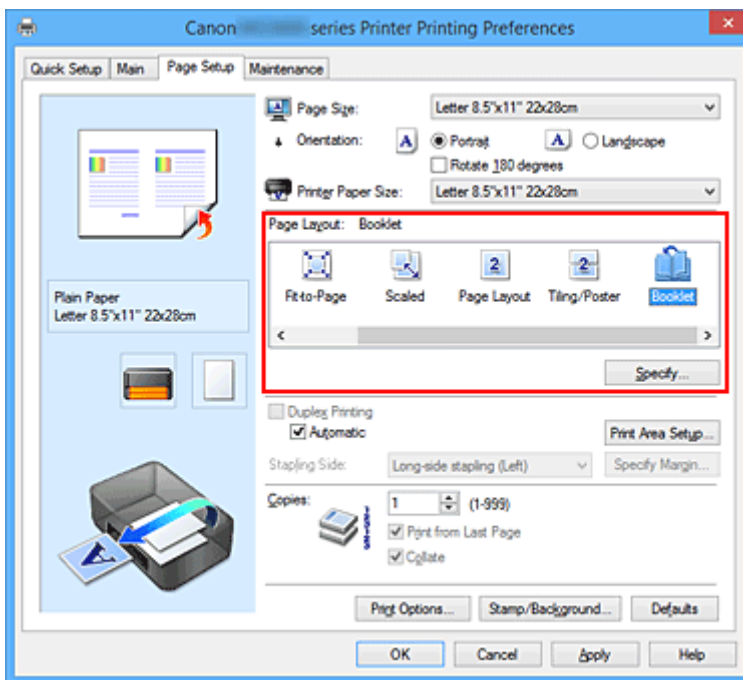 Canon series Printer Printing Preferences
Quick Setup Main Page Setup Maintenance
Page Size: Letter 8.5"x11" 22x28cm
Orientation: A Portrait A Landscape
Rotate 180 degrees
Printer Paper Size: Letter 8.5"x11" 22x28cm
Page Layout: Booklet
2 2
Fit-to-Page Scaled Page Layout Tiling/Poster Booklet
Plain Paper
Letter 8.5"x11" 22x28cm
Specify...
Duplex Printing
Automatic Print Area Setup...
Stapling Side: Long-side stapling (Left) Specify Margin...
Copies: 1 (1-999)
Print from Last Page
Collate
A
Print Options... Stamp/Background... Defaults
OK Cancel Apply Help